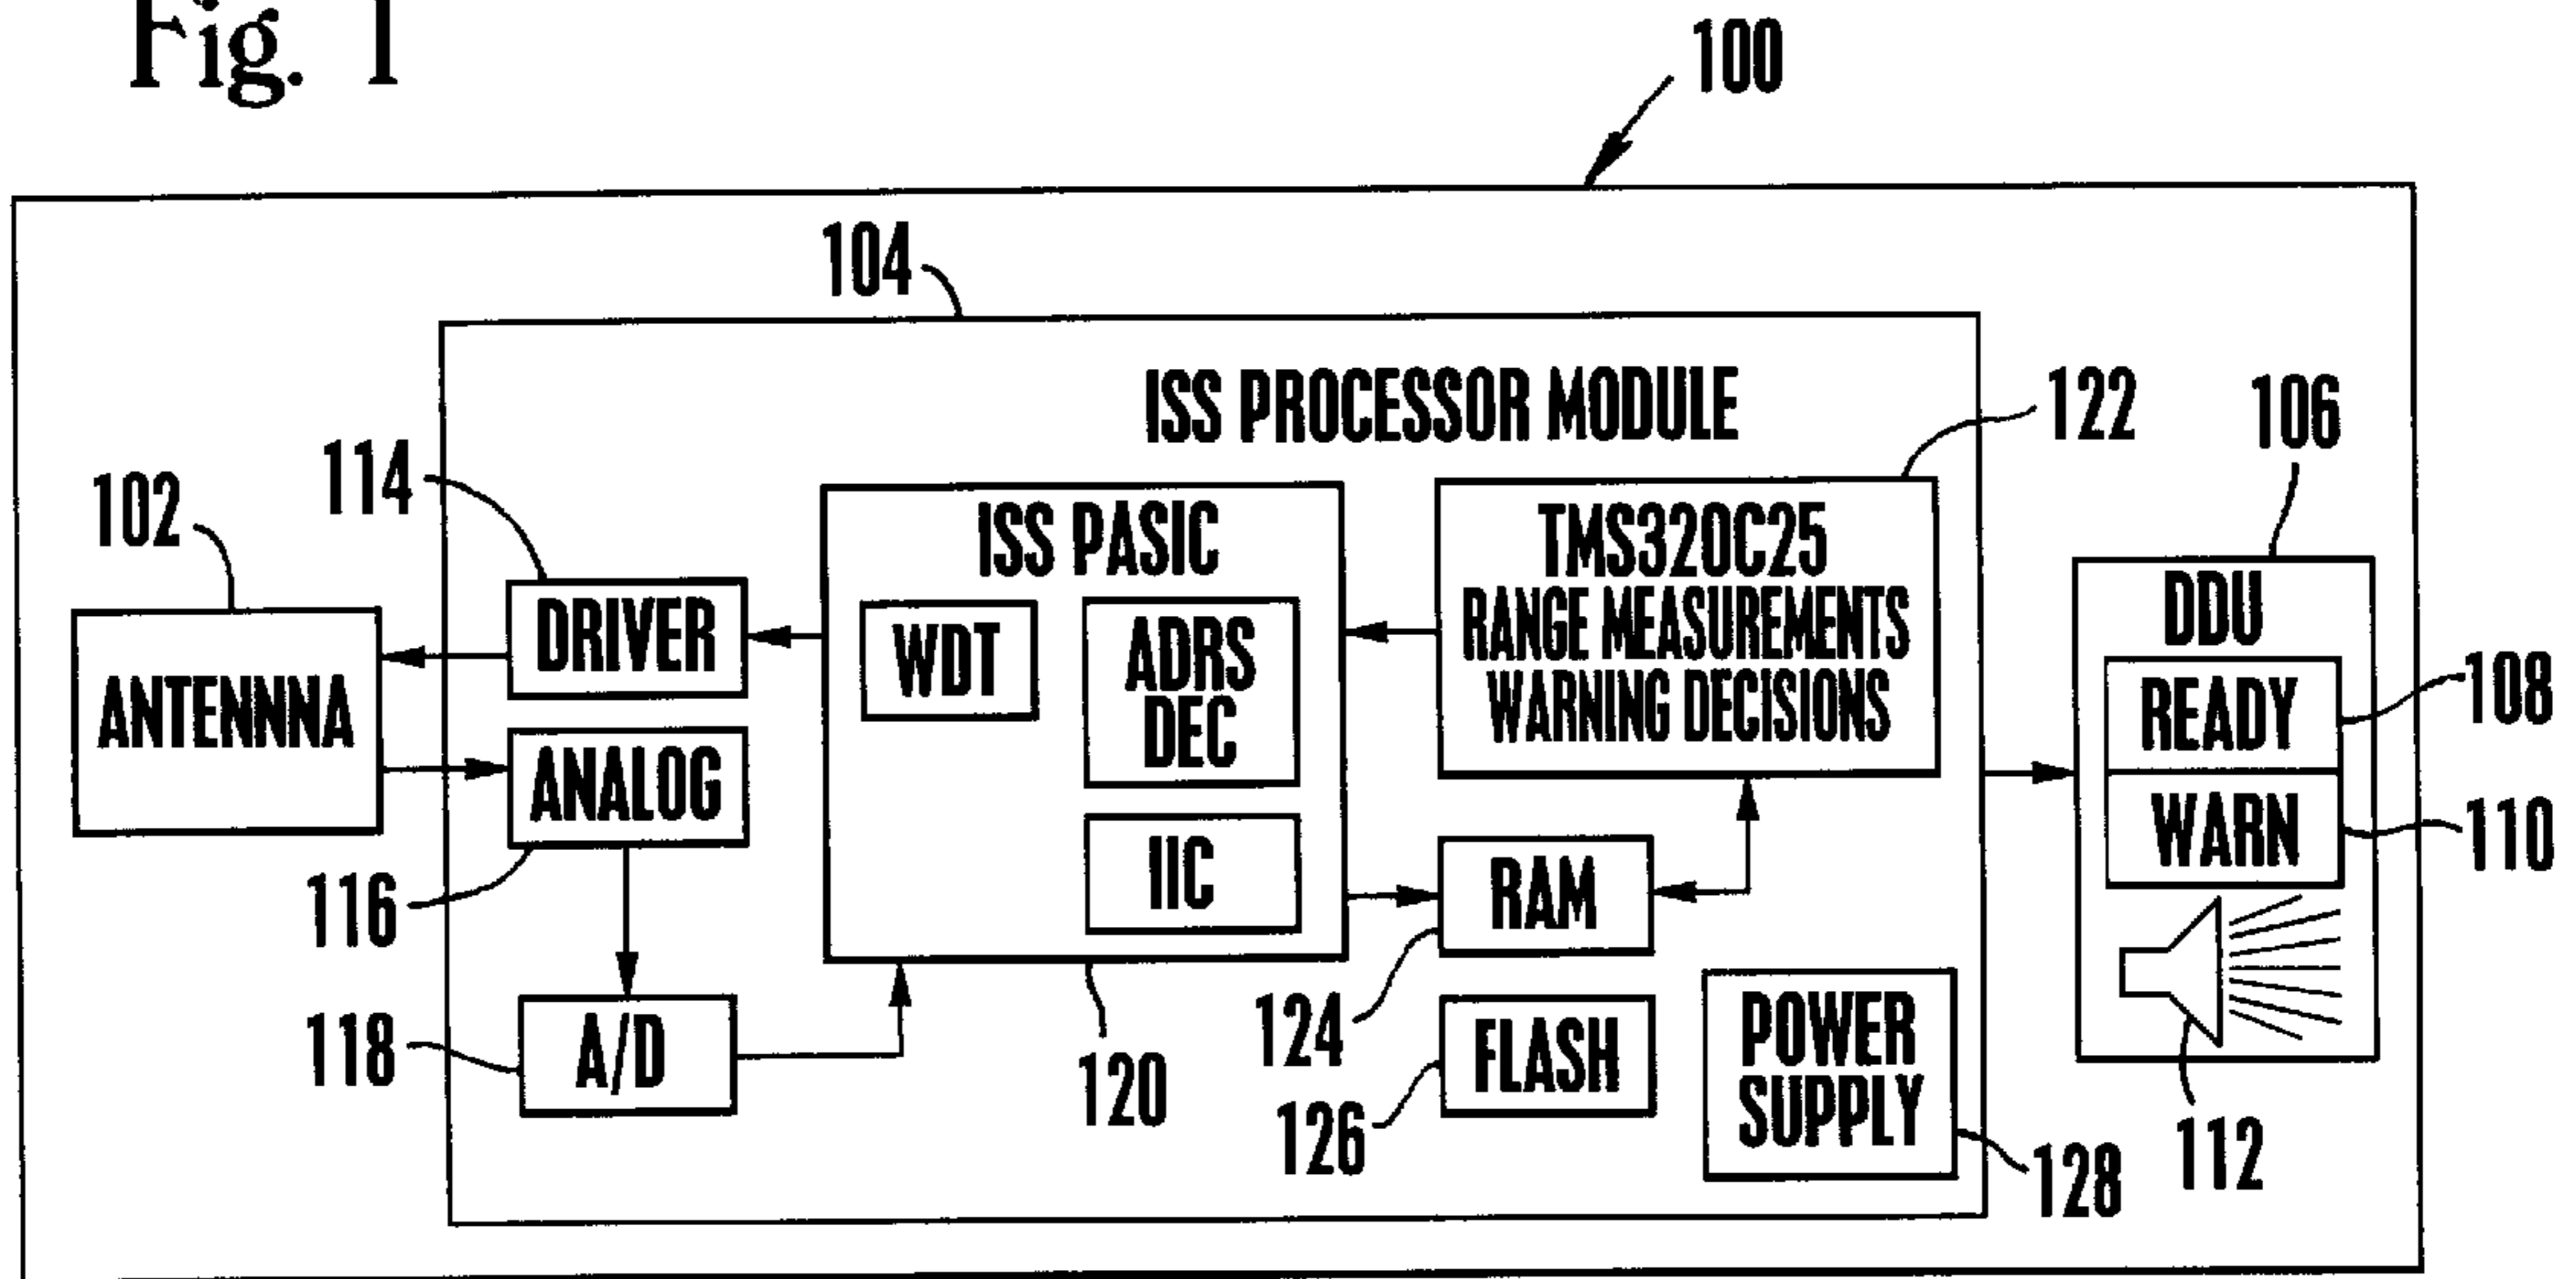 Fig. 1
100
104
ISS PROCESSOR MODULE
122
106
114
102
ISS PASIC
TMS320C25
RANGE MEASUREMENTS
WARNING DECISIONS
DDU
DRIVER
WDT
ADRS
DEC
READY
108
ANTENNNA
ANALOG
WARN
110
IIC
RAM
116
118
A/D
120
124
FLASH
126
POWER
SUPPLY
128
112